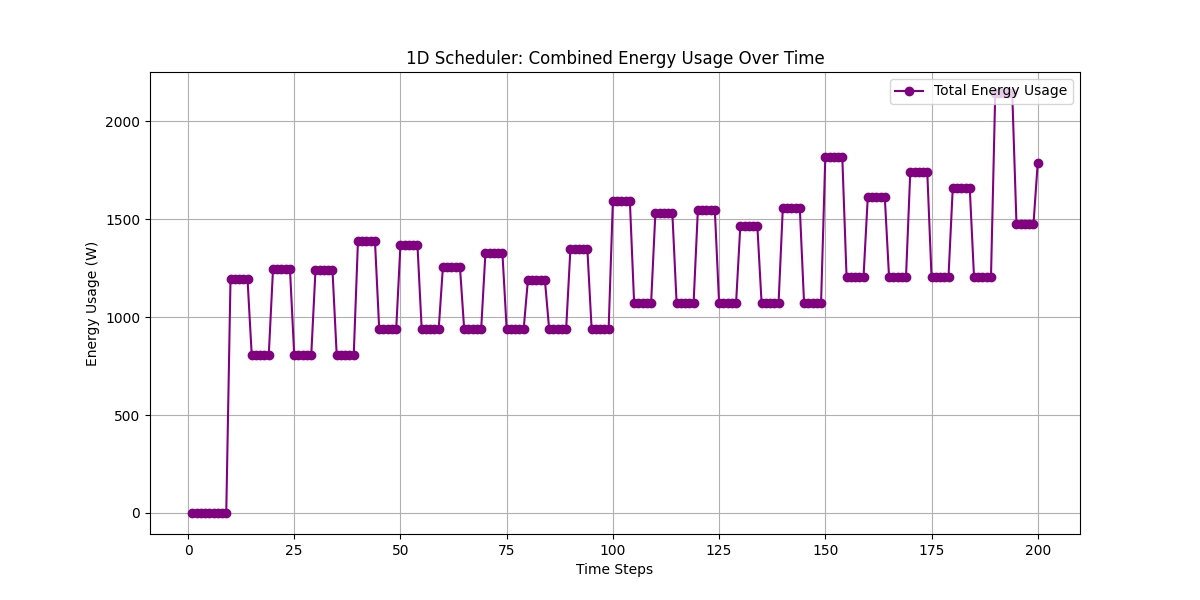 1D Scheduler: Combined Energy Usage Over Time
Total Energy Usage
Energy Usage (W)
2000
1500
1000
500
0
0 25 50 75 100 125 150 175 200
Time Steps